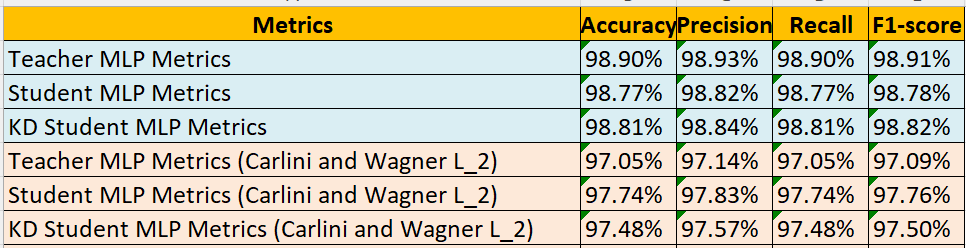 Metrics Accuracy Precision Recall F1-score
Teacher MLP Metrics 98.90% 98.93% 98.90% 98.91%
Student MLP Metrics 98.77% 98.82% 98.77% 98.78%
KD Student MLP Metrics 98.81% 98.84% 98.81% 98.82%
Teacher MLP Metrics (Carlini and Wagner L_2) 97.05% 97.14% 97.05% 97.09%
Student MLP Metrics (Carlini and Wagner L_2) 97.74% 97.83% 97.74% 97.76%
KD Student MLP Metrics (Carlini and Wagner L_2) 97.48% 97.57% 97.48% 97.50%